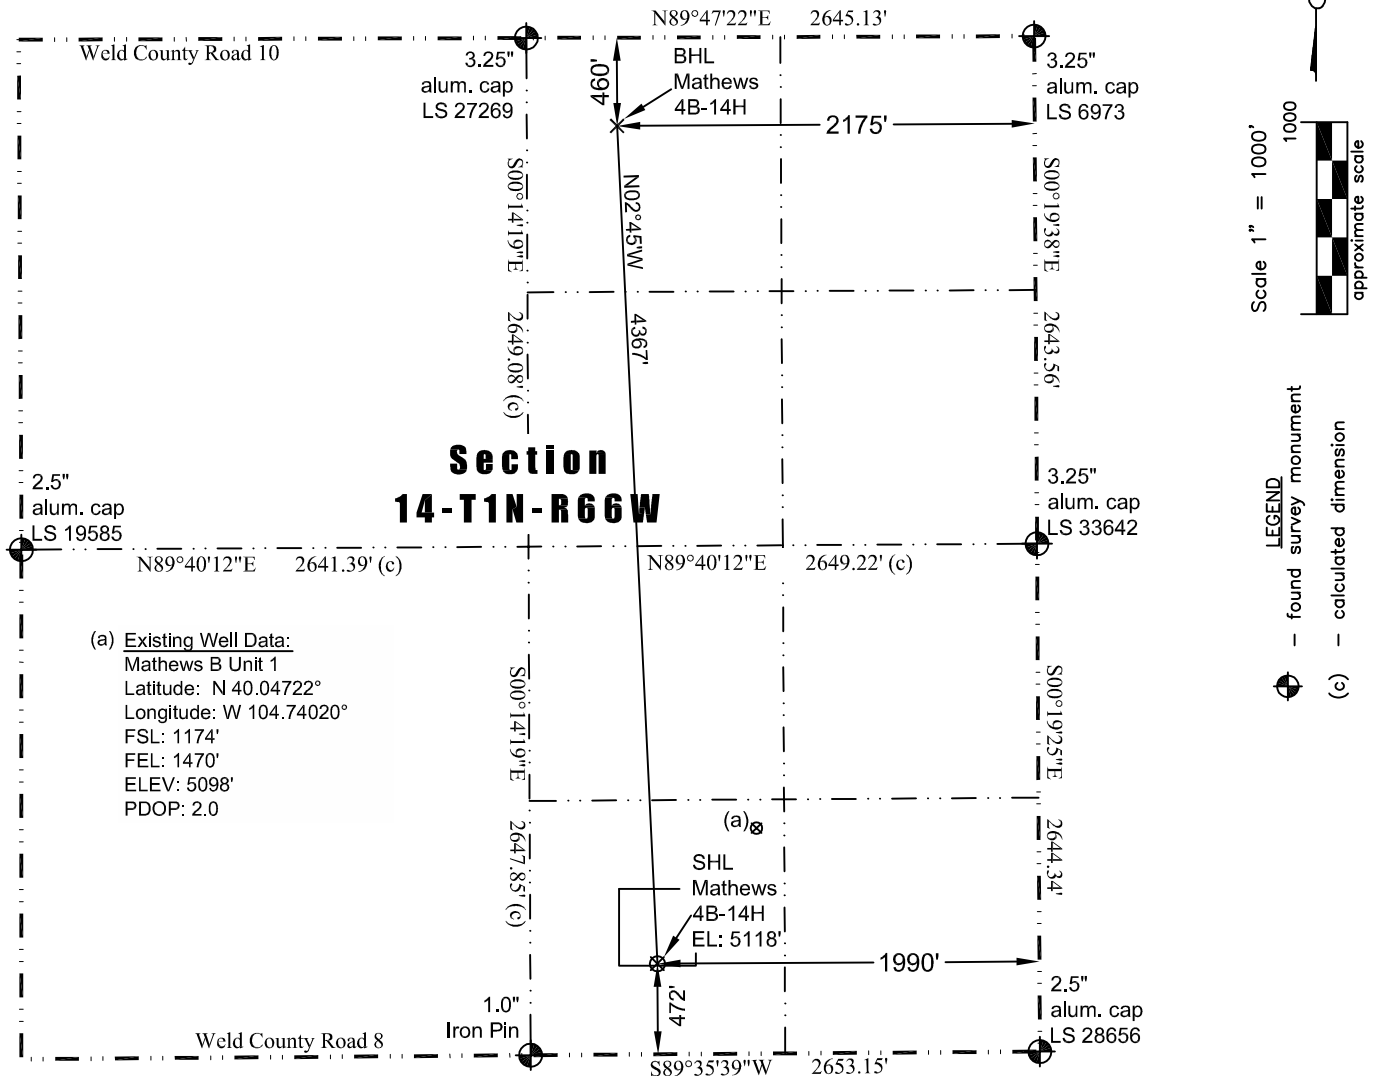 N89°47'22"E 2645.13'
Weld County Road 10
3.25"
alum. cap
LS 27269
460'
BHL
Mathews
4B-14H
2175'
3.25"
alum. cap
LS 6973
S00°14'19"E
2649.08' (c)
N02°45'W
4367'
S00°19'38"E
2643.56'
Section
14-T1N-R66W
2.5"
alum. cap
LS 19585
3.25"
alum. cap
LS 33642
N89°40'12"E 2641.39' (c)
N89°40'12"E 2649.22' (c)
(a) Existing Well Data:
Mathews B Unit 1
Latitude: N 40.04722°
Longitude: W 104.74020°
FSL: 1174'
FEL: 1470'
ELEV: 5098'
PDOP: 2.0
S00°14'19"E
2647.85' (c)
S00°19'25"E
2644.34'
(a)
SHL
Mathews
4B-14H
EL: 5118'
1990'
472'
1.0"
Iron Pin
2.5"
alum. cap
LS 28656
Weld County Road 8
S89°35'39"W 2653.15'
Scale 1" = 1000'
1000
approximate scale
LEGEND
- found survey monument
(c) - calculated dimension